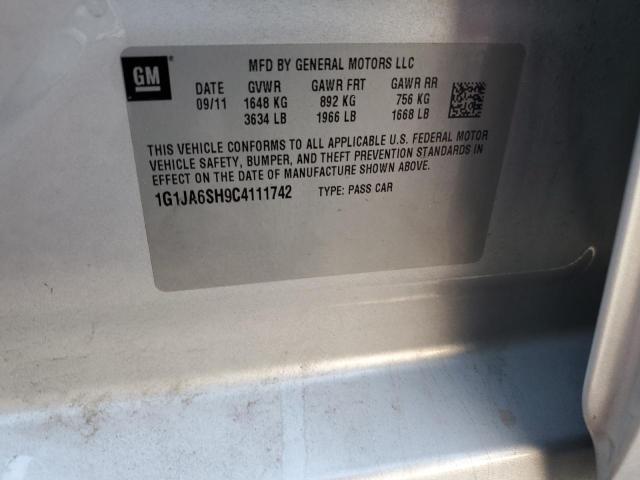 GM
MFD BY GENERAL MOTORS LLC
DATE GVWR GAWR FRT GAWR RR
09/11 1648 KG 892 KG 756 KG
3634 LB 1966 LB 1668 LB
THIS VEHICLE CONFORMS TO ALL APPLICABLE U.S. FEDERAL MOTOR
VEHICLE SAFETY, BUMPER, AND THEFT PREVENTION STANDARDS IN
EFFECT ON THE DATE OF MANUFACTURE SHOWN ABOVE.
1G1JA6SH9C4111742 TYPE: PASS CAR